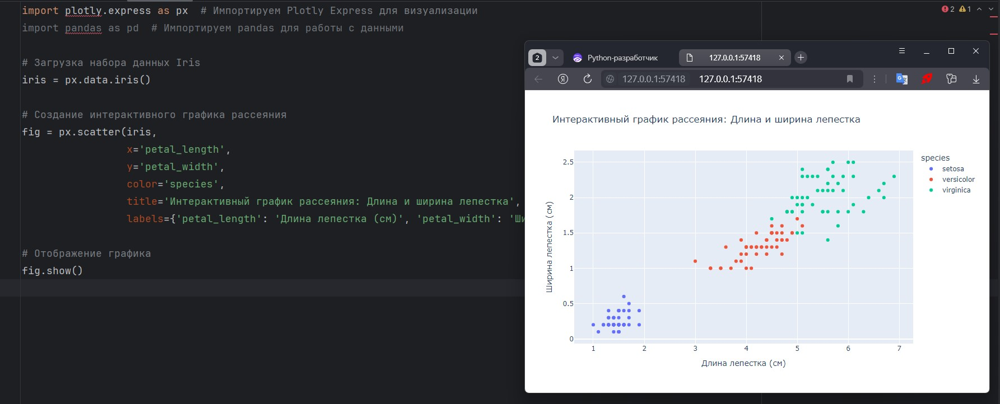 import plotly.express as px  # Импортируем Plotly Express для визуализации
import pandas as pd  # Импортируем pandas для работы с данными
# Загрузка набора данных Iris
iris = px.data.iris()
# Создание интерактивного графика рассеяния
fig = px.scatter(iris,
x='petal_length',
y='petal_width',
color='species',
title='Интерактивный график рассеяния: Длина и ширина лепестка',
labels={'petal_length': 'Длина лепестка (см)', 'petal_width':
# Отображение графика
fig.show()
2 1
2 Python-разработчик 127.0.0.1:57418
Я 127.0.0.1:57418 127.0.0.1:57418
Интерактивный график рассеяния: Длина и ширина лепестка
species
setosa
versicolor
virginica
Ширина лепестка (см)
2.5
2
1.5
1
0.5
0
1 2 3 4 5 6 7
Длина лепестка (см)